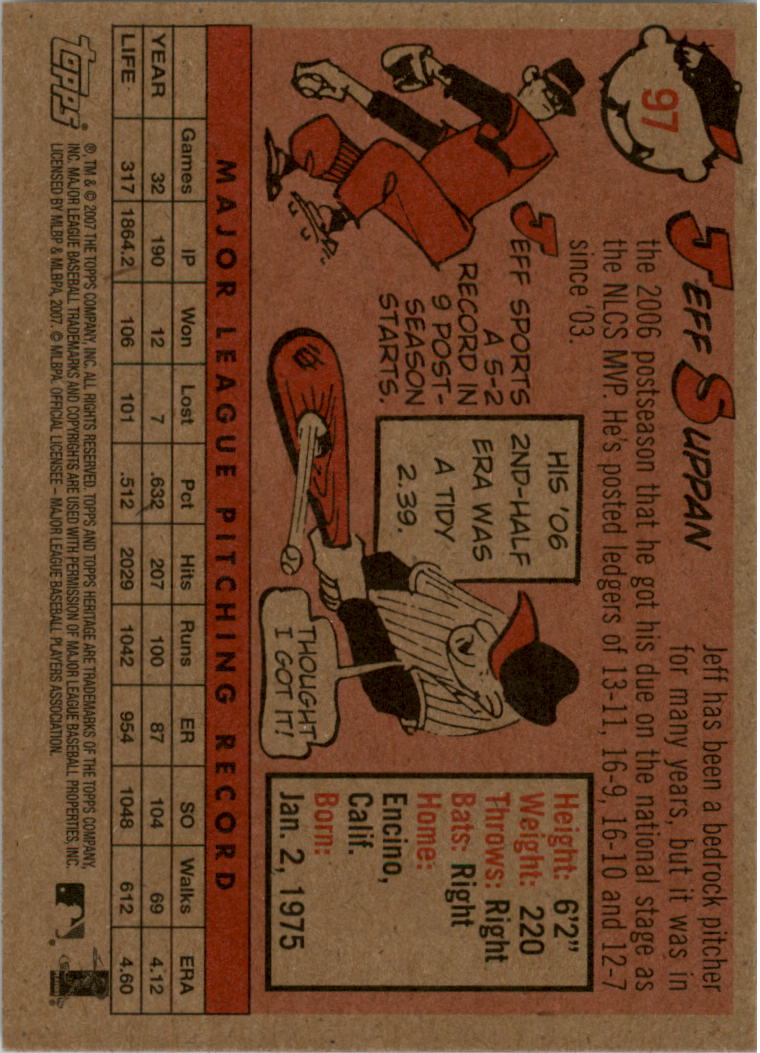 97
JEFF SUPPAN
Jeff has been a bedrock pitcher
for many years, but it was in
the 2006 postseason that he got his due on the national stage as
the NLCS MVP. He's posted ledgers of 13-11, 16-9, 16-10 and 12-7
since '03.
JEFF SPORTS
A 5-2
RECORD IN
9 POST-
SEASON
STARTS.
HIS '06
2ND-HALF
ERA WAS
A TIDY
2.39.
THOUGHT
I GOT IT!
Height: 6'2"
Weight: 220
Throws: Right
Bats: Right
Home:
Encino,
Calif.
Born:
Jan. 2, 1975
MAJOR LEAGUE PITCHING RECORD
Games IP Won Lost Pct Hits Runs ER SO Walks ERA
YEAR 32 190 12 7 .632 207 100 87 104 69 4.12
LIFE 317 1864.2 106 101 .512 2029 1042 954 1048 612 4.60
Topps®
®, TM & © 2007 THE TOPPS COMPANY, INC. ALL RIGHTS RESERVED. TOPPS AND TOPPS HERITAGE ARE TRADEMARKS OF THE TOPPS COMPANY,
INC. MAJOR LEAGUE BASEBALL TRADEMARKS AND COPYRIGHTS ARE USED WITH PERMISSION OF MAJOR LEAGUE BASEBALL PROPERTIES, INC.
LICENSED BY MLBP & MLBPA, 2007. © MLBPA. OFFICIAL LICENSEE – MAJOR LEAGUE BASEBALL PLAYERS ASSOCIATION.